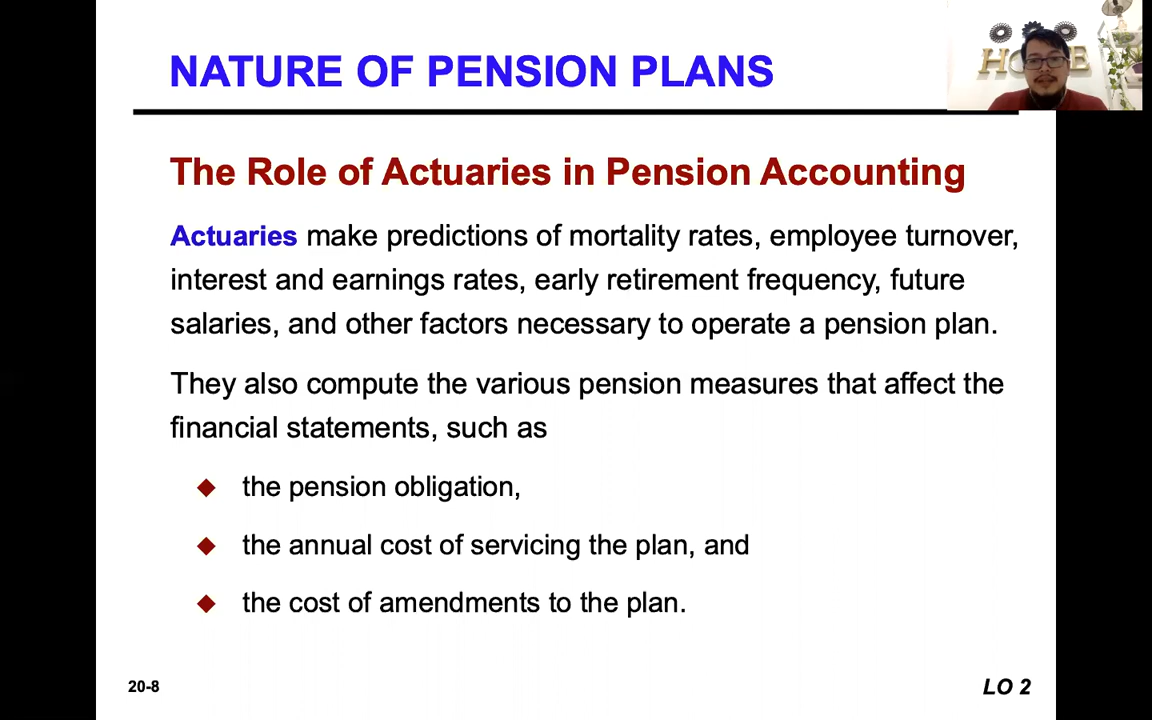 NATURE OF PENSION PLANS
The Role of Actuaries in Pension Accounting
Actuaries make predictions of mortality rates, employee turnover,
interest and earnings rates, early retirement frequency, future
salaries, and other factors necessary to operate a pension plan.
They also compute the various pension measures that affect the
financial statements, such as
the pension obligation,
the annual cost of servicing the plan, and
the cost of amendments to the plan.
20-8
LO 2